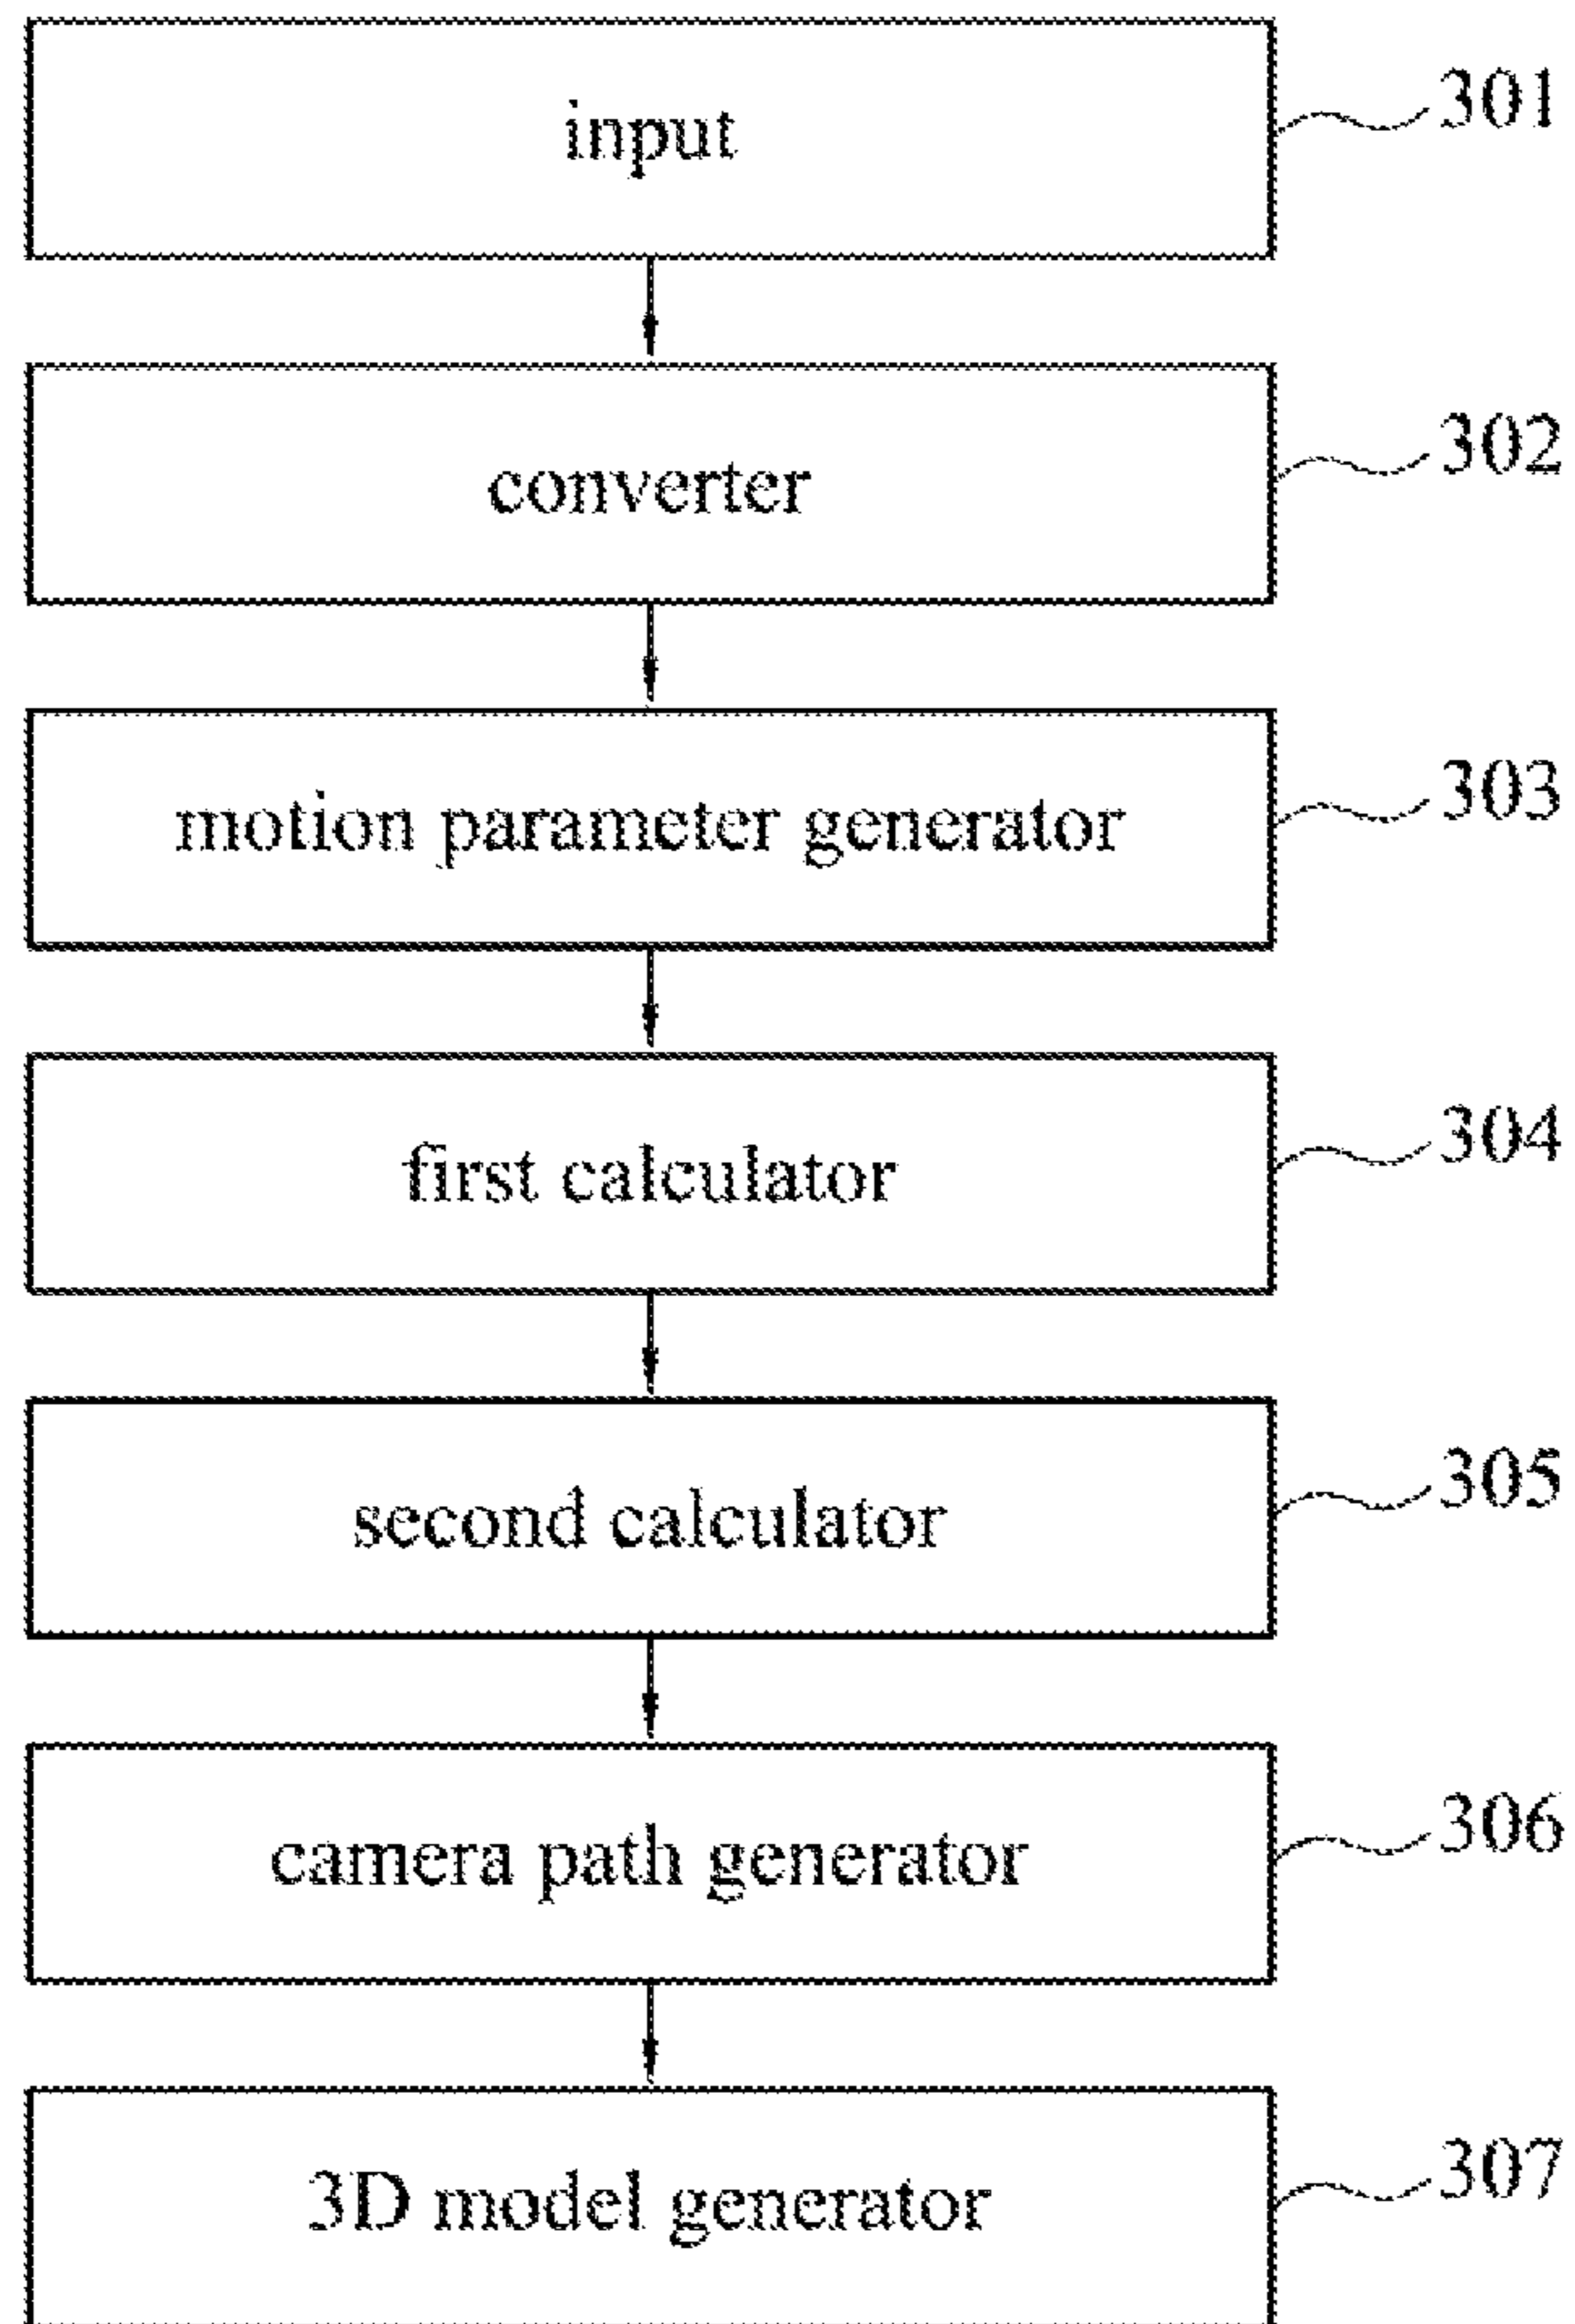 input
301
converter
302
motion parameter generator
303
first calculator
304
second calculator
305
camera path generator
306
3D model generator
307